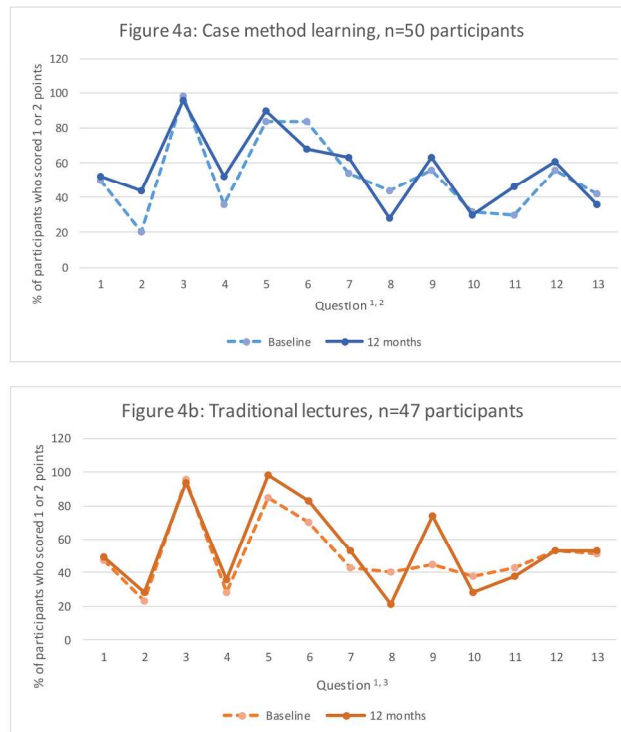 Figure 4a: Case method learning, n=50 participants
% of participants who scored 1 or 2 points
120
100
80
60
40
20
0
1 2 3 4 5 6 7 8 9 10 11 12 13
Question 1, 2
Baseline 12 months
Figure 4b: Traditional lectures, n=47 participants
% of participants who scored 1 or 2 points
120
100
80
60
40
20
0
1 2 3 4 5 6 7 8 9 10 11 12 13
Question 1, 3
Baseline 12 months